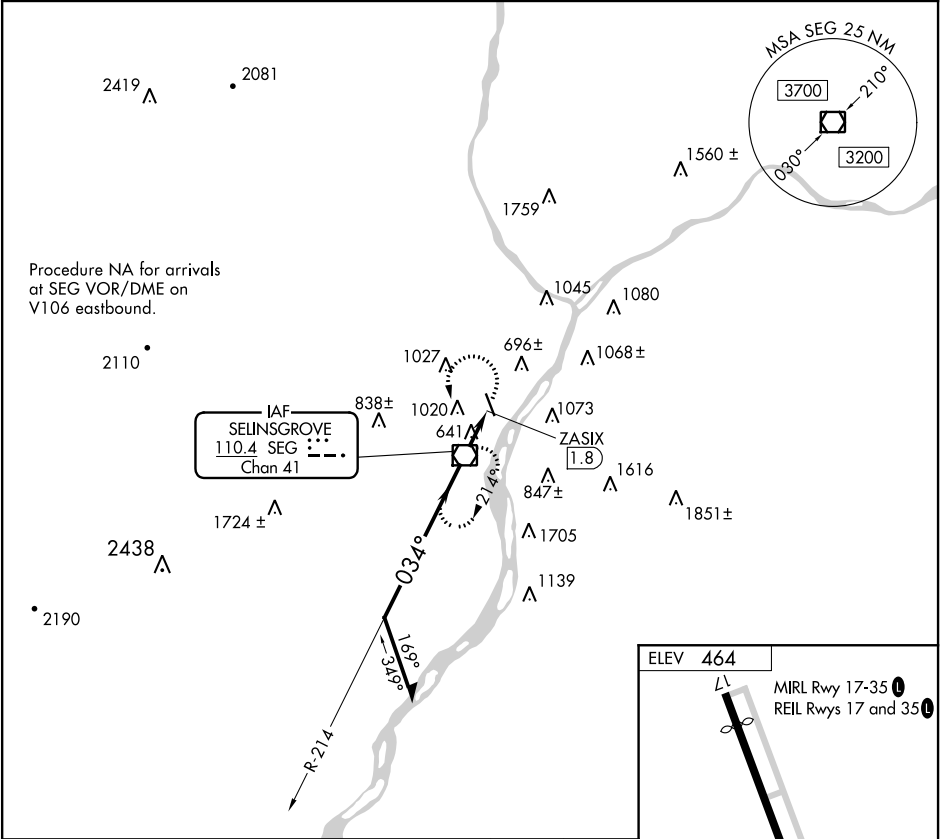 MSA SEG 25 NM
3700
210°
030°
3200
2419
2081
1560 ±
1759
Procedure NA for arrivals
at SEG VOR/DME on
V106 eastbound.
1045
1080
2110
1027
696±
1068±
838±
1020
1073
IAF
SELINSGROVE
110.4 SEG
Chan 41
641
ZASIX
1.8
214°
847±
1616
1851±
1724 ±
1705
2438
034°
1139
2190
169°
349°
R-214
ELEV 464
17
MIRL Rwy 17-35 L
REIL Rwys 17 and 35 L